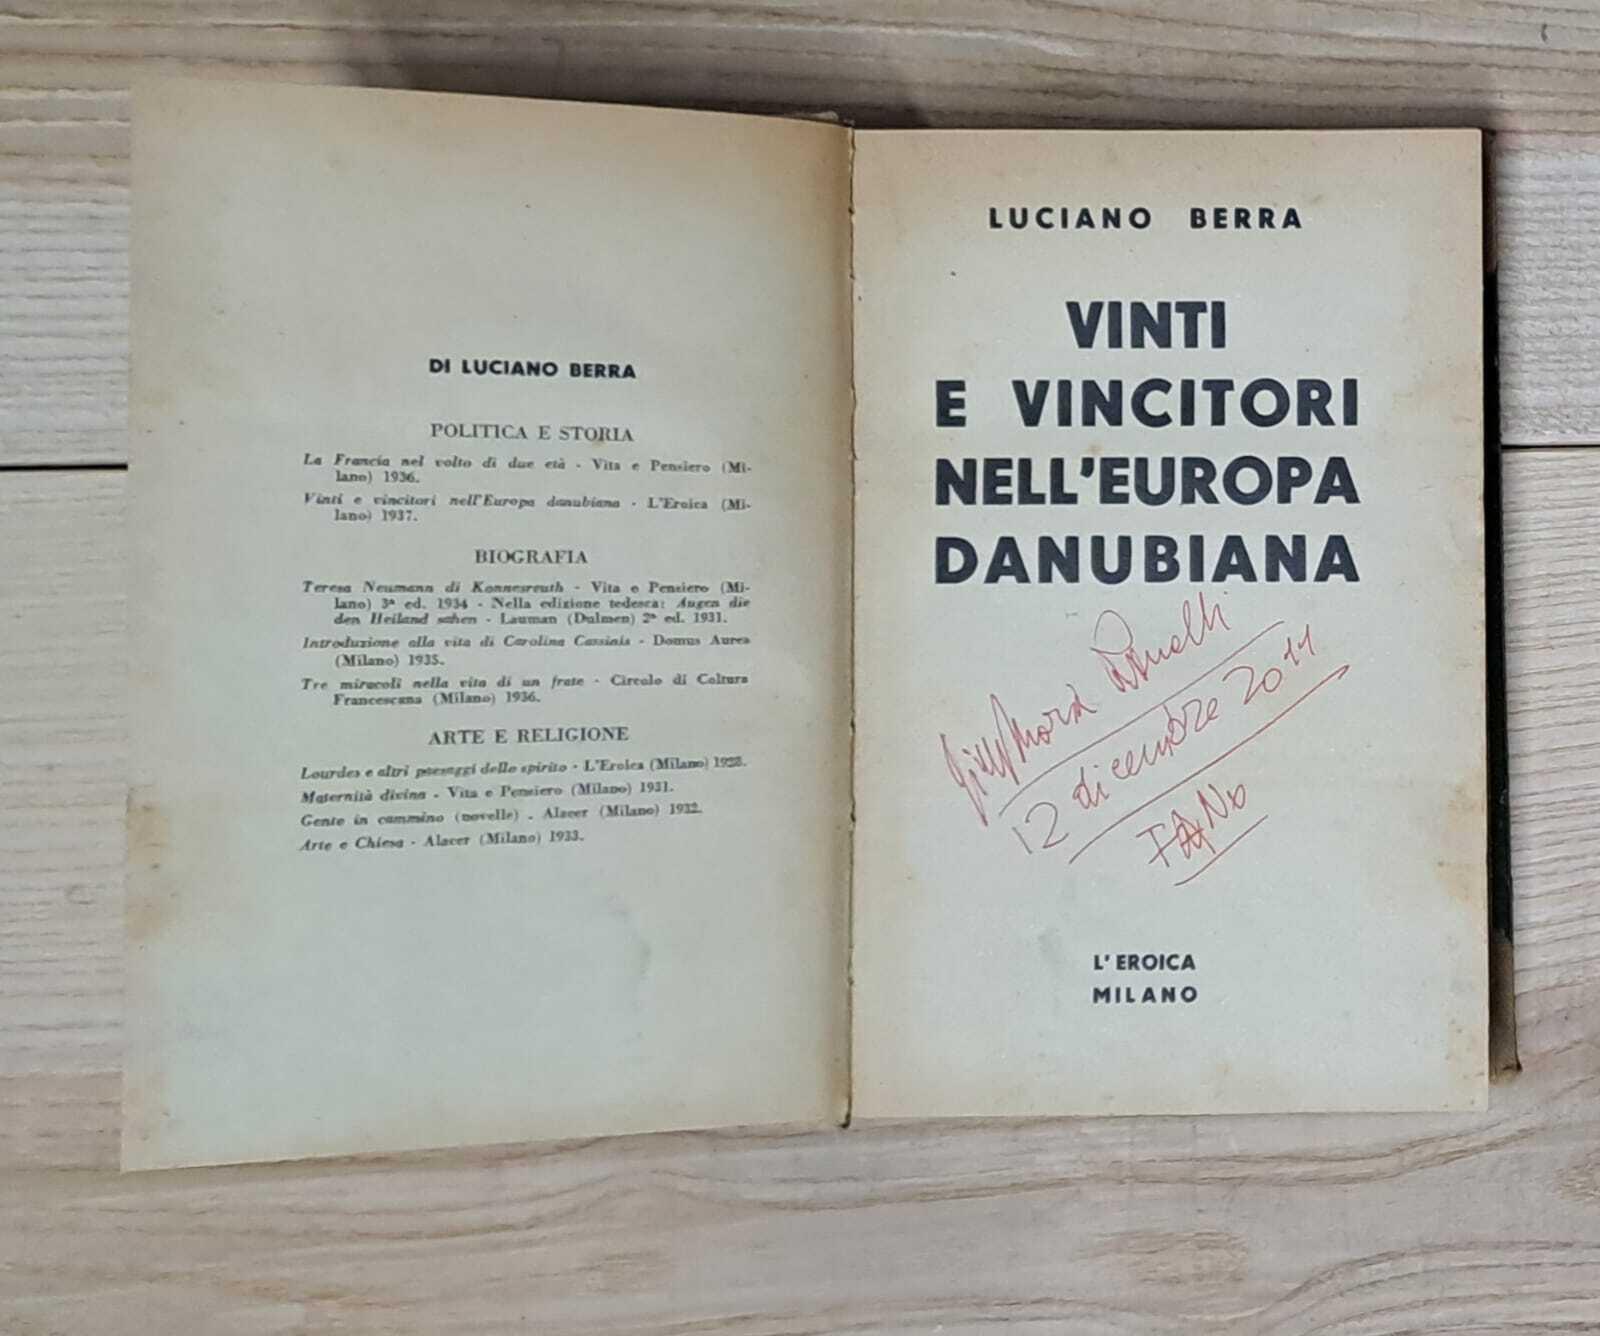 DI LUCIANO BERRA
POLITICA E STORIA
La Francia nel volto di due età - Vita e Pensiero (Mi-
lano) 1936.
Vinti e vincitori nell'Europa danubiana - L'Eroica (Mi-
lano) 1937.
BIOGRAFIA
Teresa Neumann di Konnesreuth - Vita e Pensiero (Mi-
lano) 3ª ed. 1934 - Nella edizione tedesca: Augen die
den Heiland sahen - Lauman (Dulmen) 2ª ed. 1931.
Introduzione alla vita di Carolina Cassinis - Domus Aurea
(Milano) 1935.
Tre miracoli nella vita di un frate - Circolo di Coltura
Francescana (Milano) 1936.
ARTE E RELIGIONE
Lourdes e altri paesaggi dello spirito - L'Eroica (Milano) 1928.
Maternità divina - Vita e Pensiero (Milano) 1931.
Gente in cammino (novelle) - Alacer (Milano) 1932.
Arte e Chiesa - Alacer (Milano) 1933.
LUCIANO BERRA
VINTI
E VINCITORI
NELL'EUROPA
DANUBIANA
12 dicembre 2011
FANO
L'EROICA
MILANO